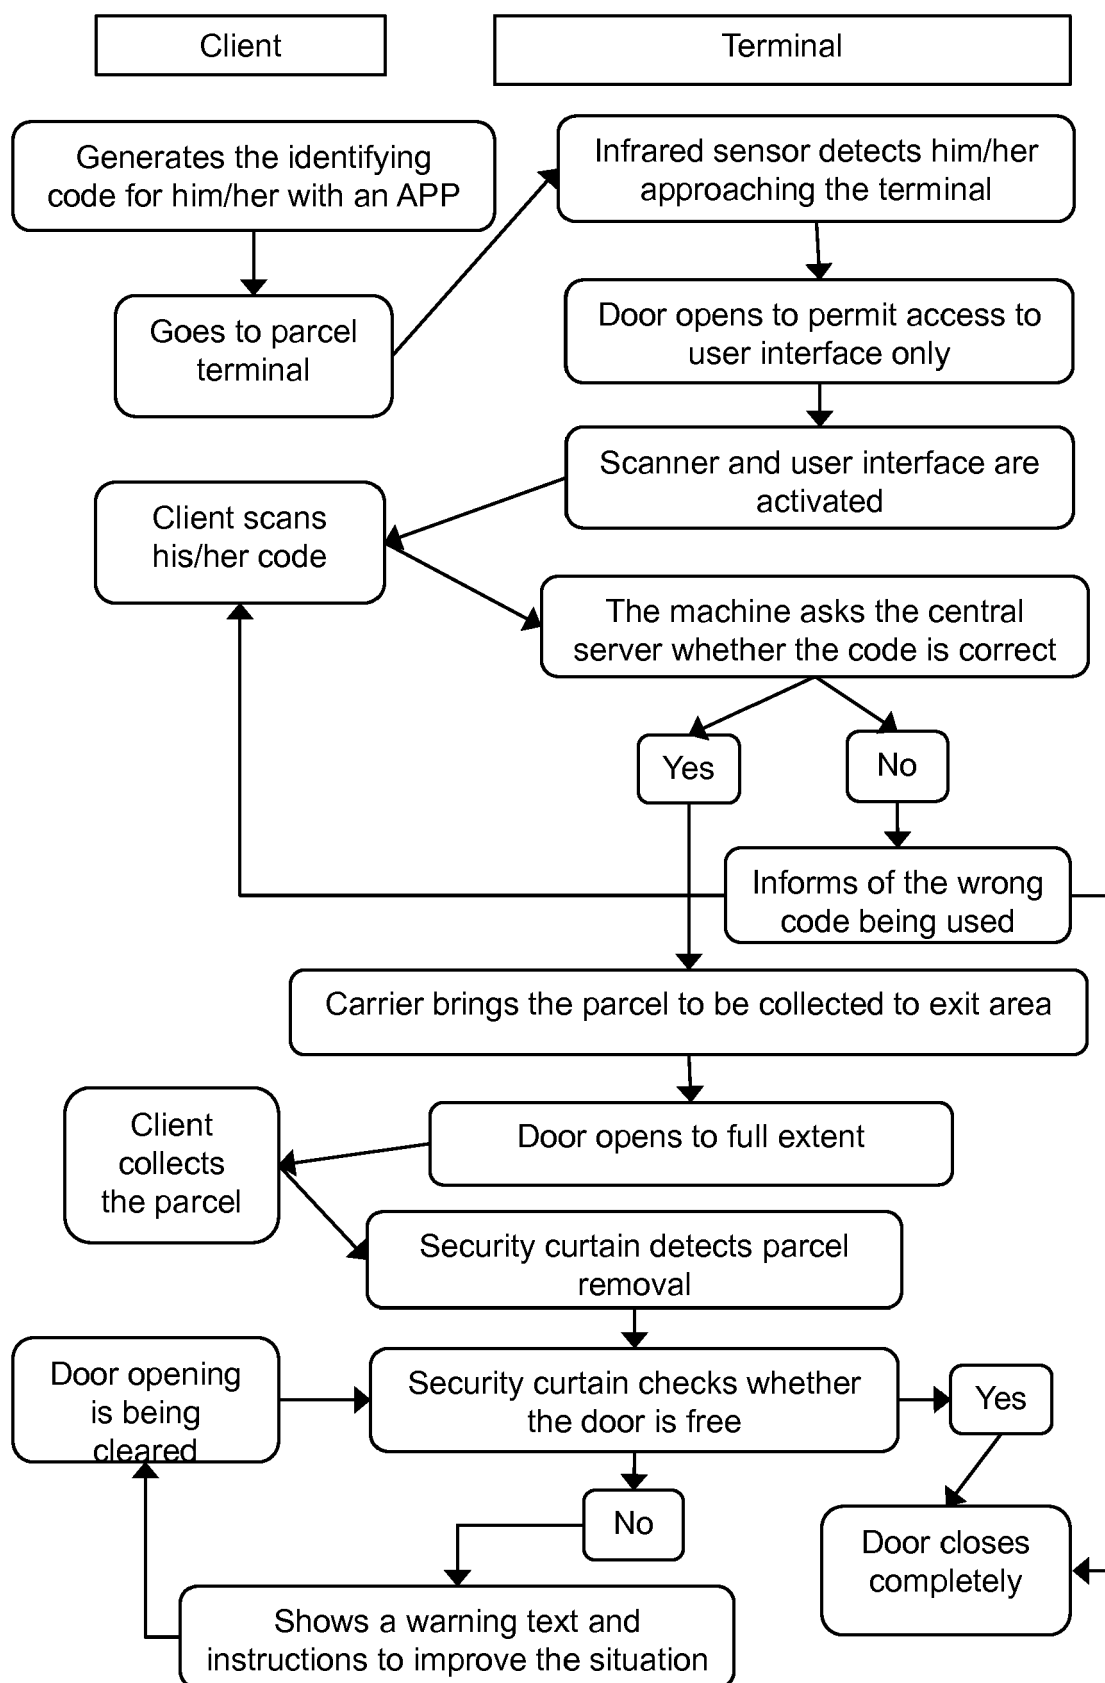 Client
Terminal
Generates the identifying
code for him/her with an APP
Infrared sensor detects him/her
approaching the terminal
Goes to parcel
terminal
Door opens to permit access to
user interface only
Scanner and user interface are
activated
Client scans
his/her code
The machine asks the central
server whether the code is correct
Yes
No
Informs of the wrong
code being used
Carrier brings the parcel to be collected to exit area
Door opens to full extent
Client
collects
the parcel
Security curtain detects parcel
removal
Door opening
is being
cleared
Security curtain checks whether
the door is free
Yes
No
Door closes
completely
Shows a warning text and
instructions to improve the situation